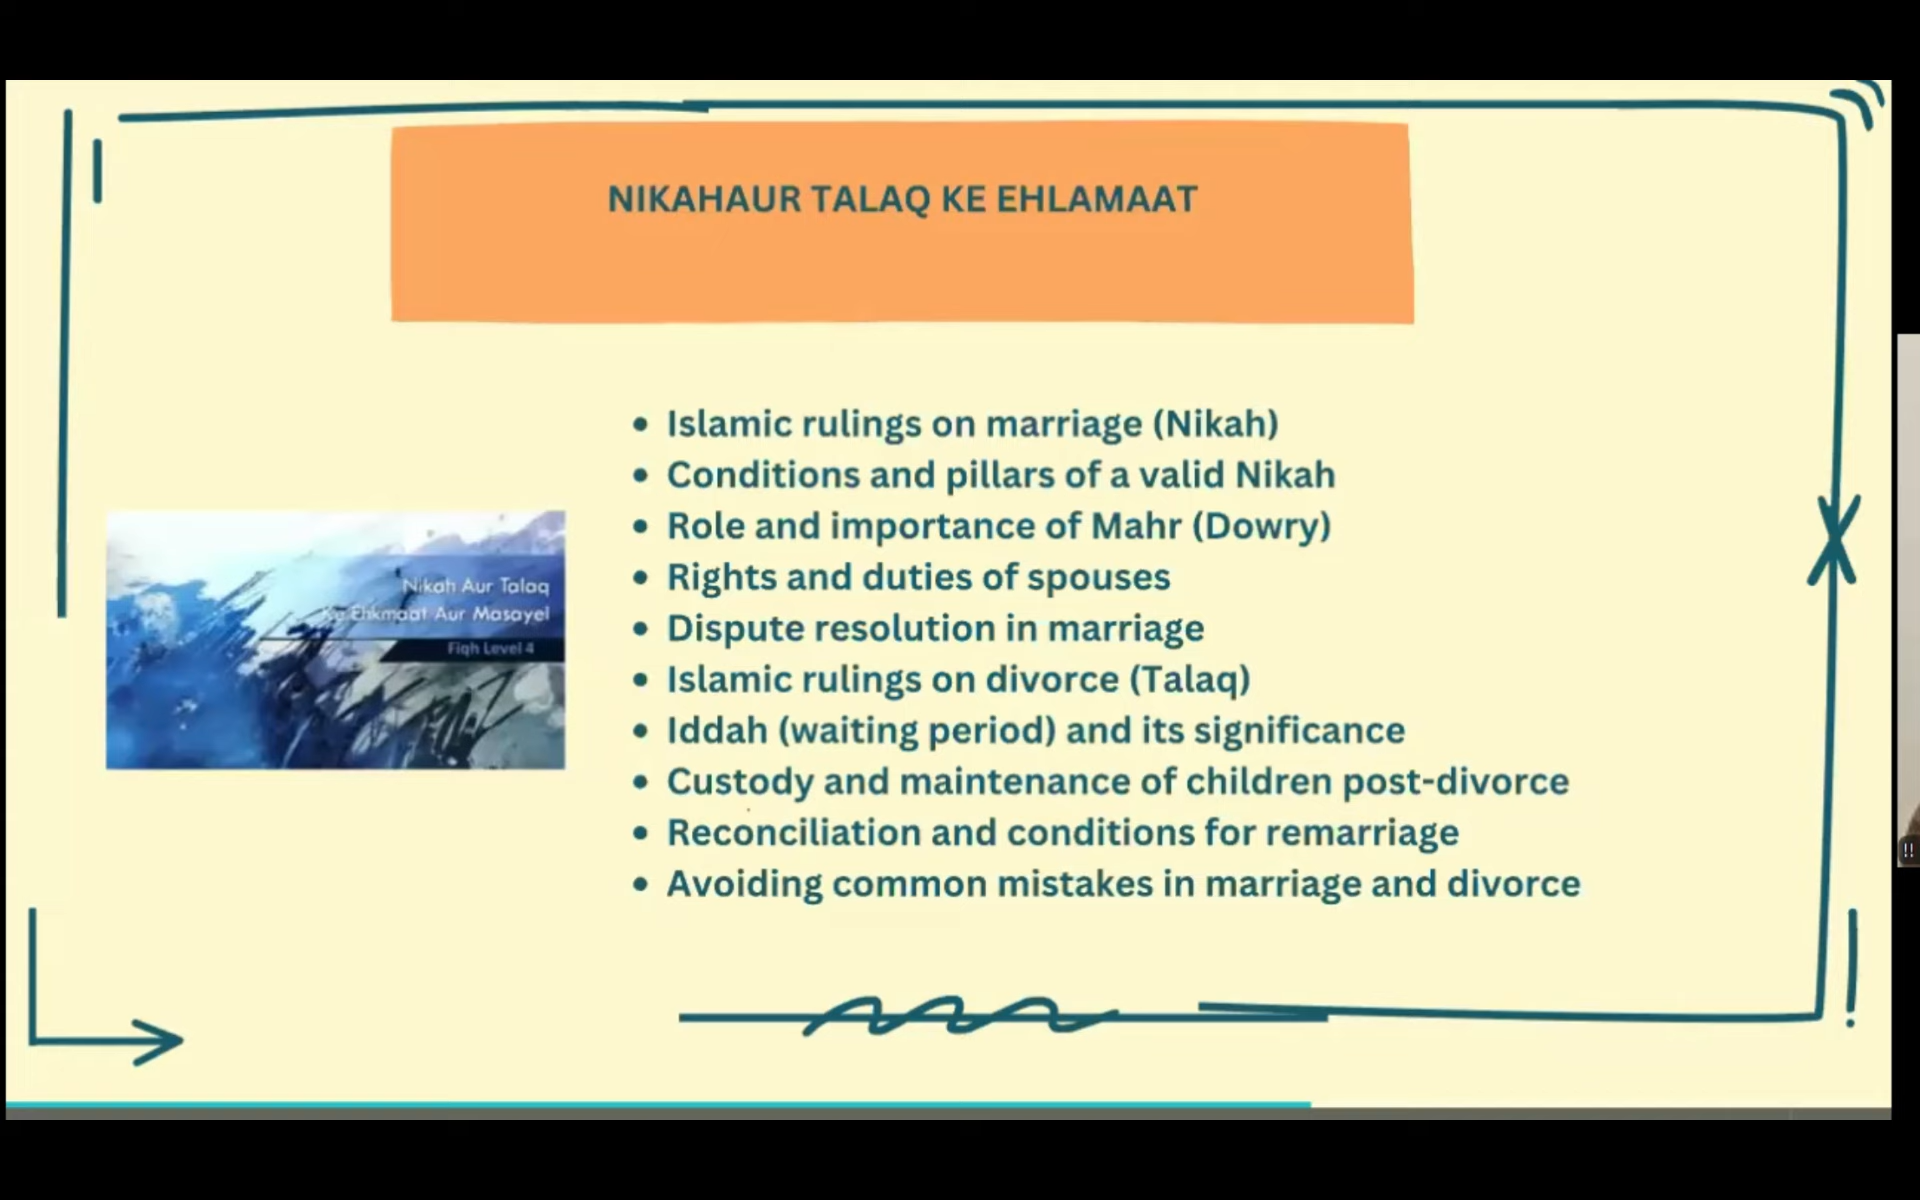 NIKAHAUR TALAQ KE EHLAMAAT
• Islamic rulings on marriage (Nikah)
• Conditions and pillars of a valid Nikah
• Role and importance of Mahr (Dowry)
• Rights and duties of spouses
• Dispute resolution in marriage
• Islamic rulings on divorce (Talaq)
• Iddah (waiting period) and its significance
• Custody and maintenance of children post-divorce
• Reconciliation and conditions for remarriage
• Avoiding common mistakes in marriage and divorce
Nikah Aur Talaq
Ke Ehkmaat Aur Masayel
Fiqh Level 4
!!